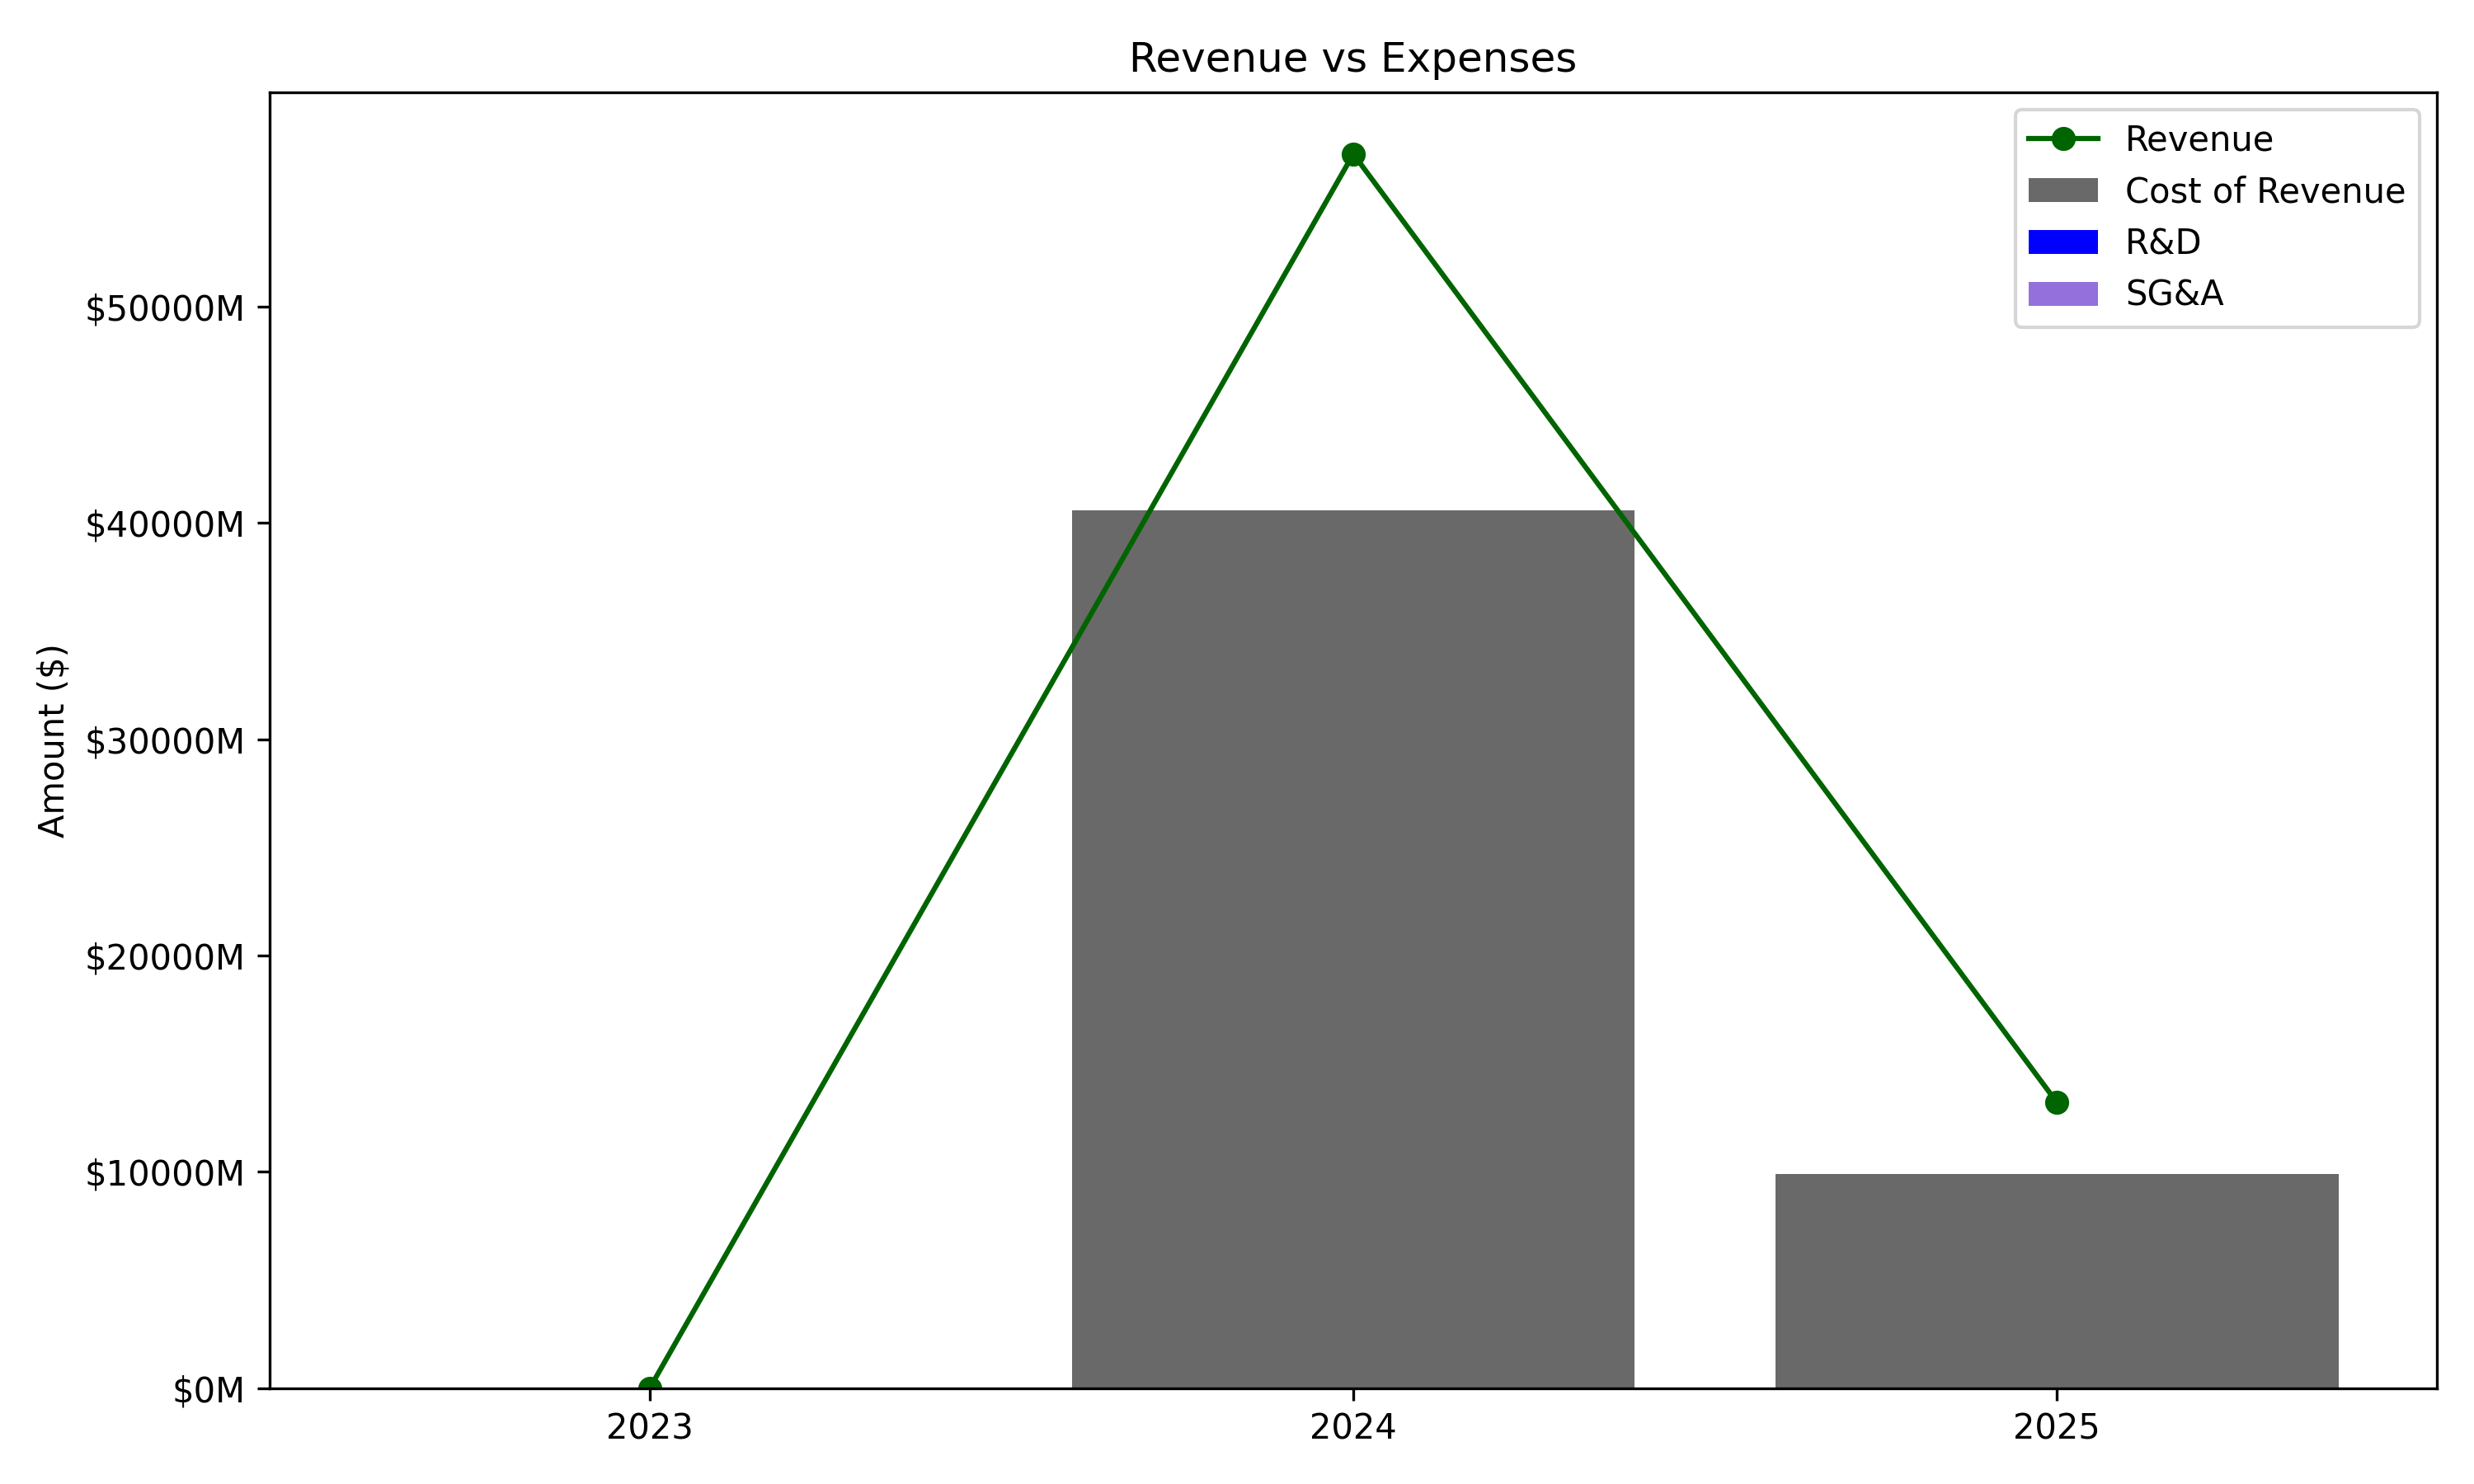 Revenue vs Expenses
Revenue
Cost of Revenue
R&D
SG&A
Amount ($)
$50000M
$40000M
$30000M
$20000M
$10000M
$0M
2023
2024
2025